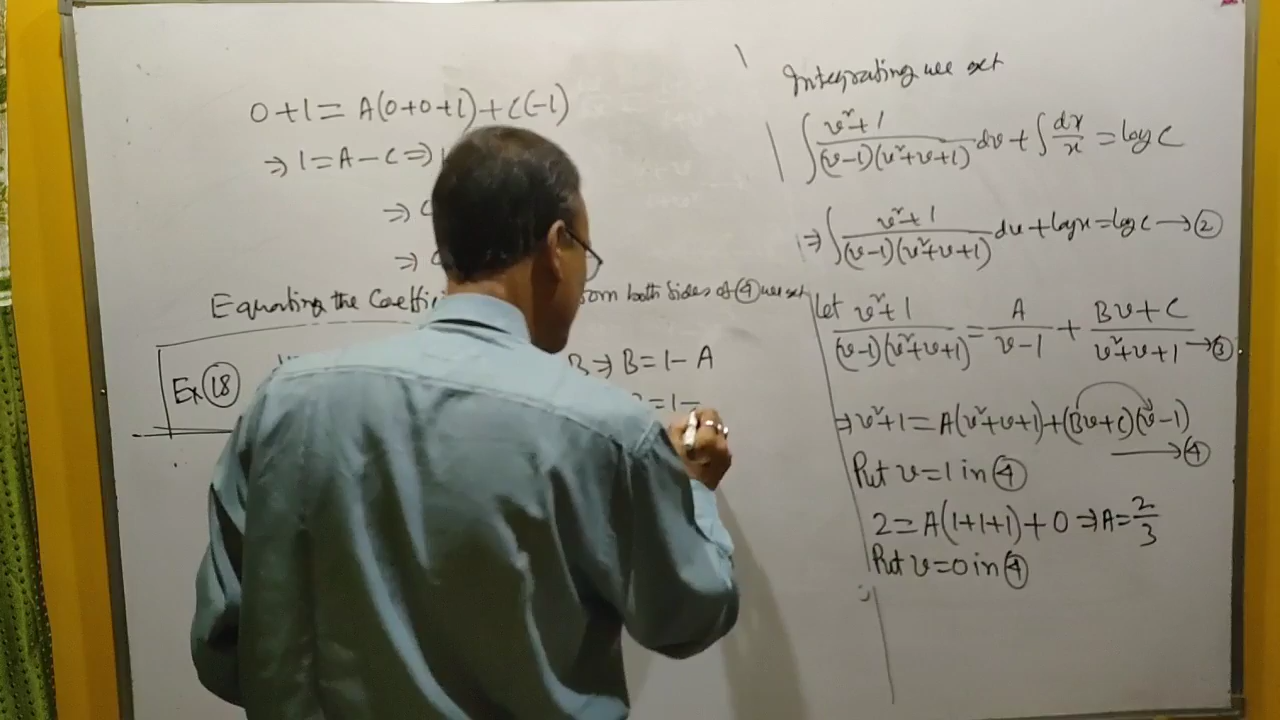 0+1= A(0+0+1)+C(-1)
⇒ 1=A-C⇒
⇒ C
⇒
Equating the Coeffi from both Sides of ④ we get
B ⇒ B=1-A
=1-
Ex ⑱
Integrating we get
∫ v²+1/(v-1)(v²+v+1) dv + ∫ dx/x = log C
⇒ ∫ v²+1/(v-1)(v²+v+1) dv + logx = log C → ②
Let v²+1/(v-1)(v²+v+1) = A/v-1 + Bv+C/v²+v+1 → ③
⇒ v²+1 = A(v²+v+1)+(Bv+C)(v-1)
→ ④
Put v=1 in ④
2=A(1+1+1)+0 ⇒A=2/3
Put v=0 in ④